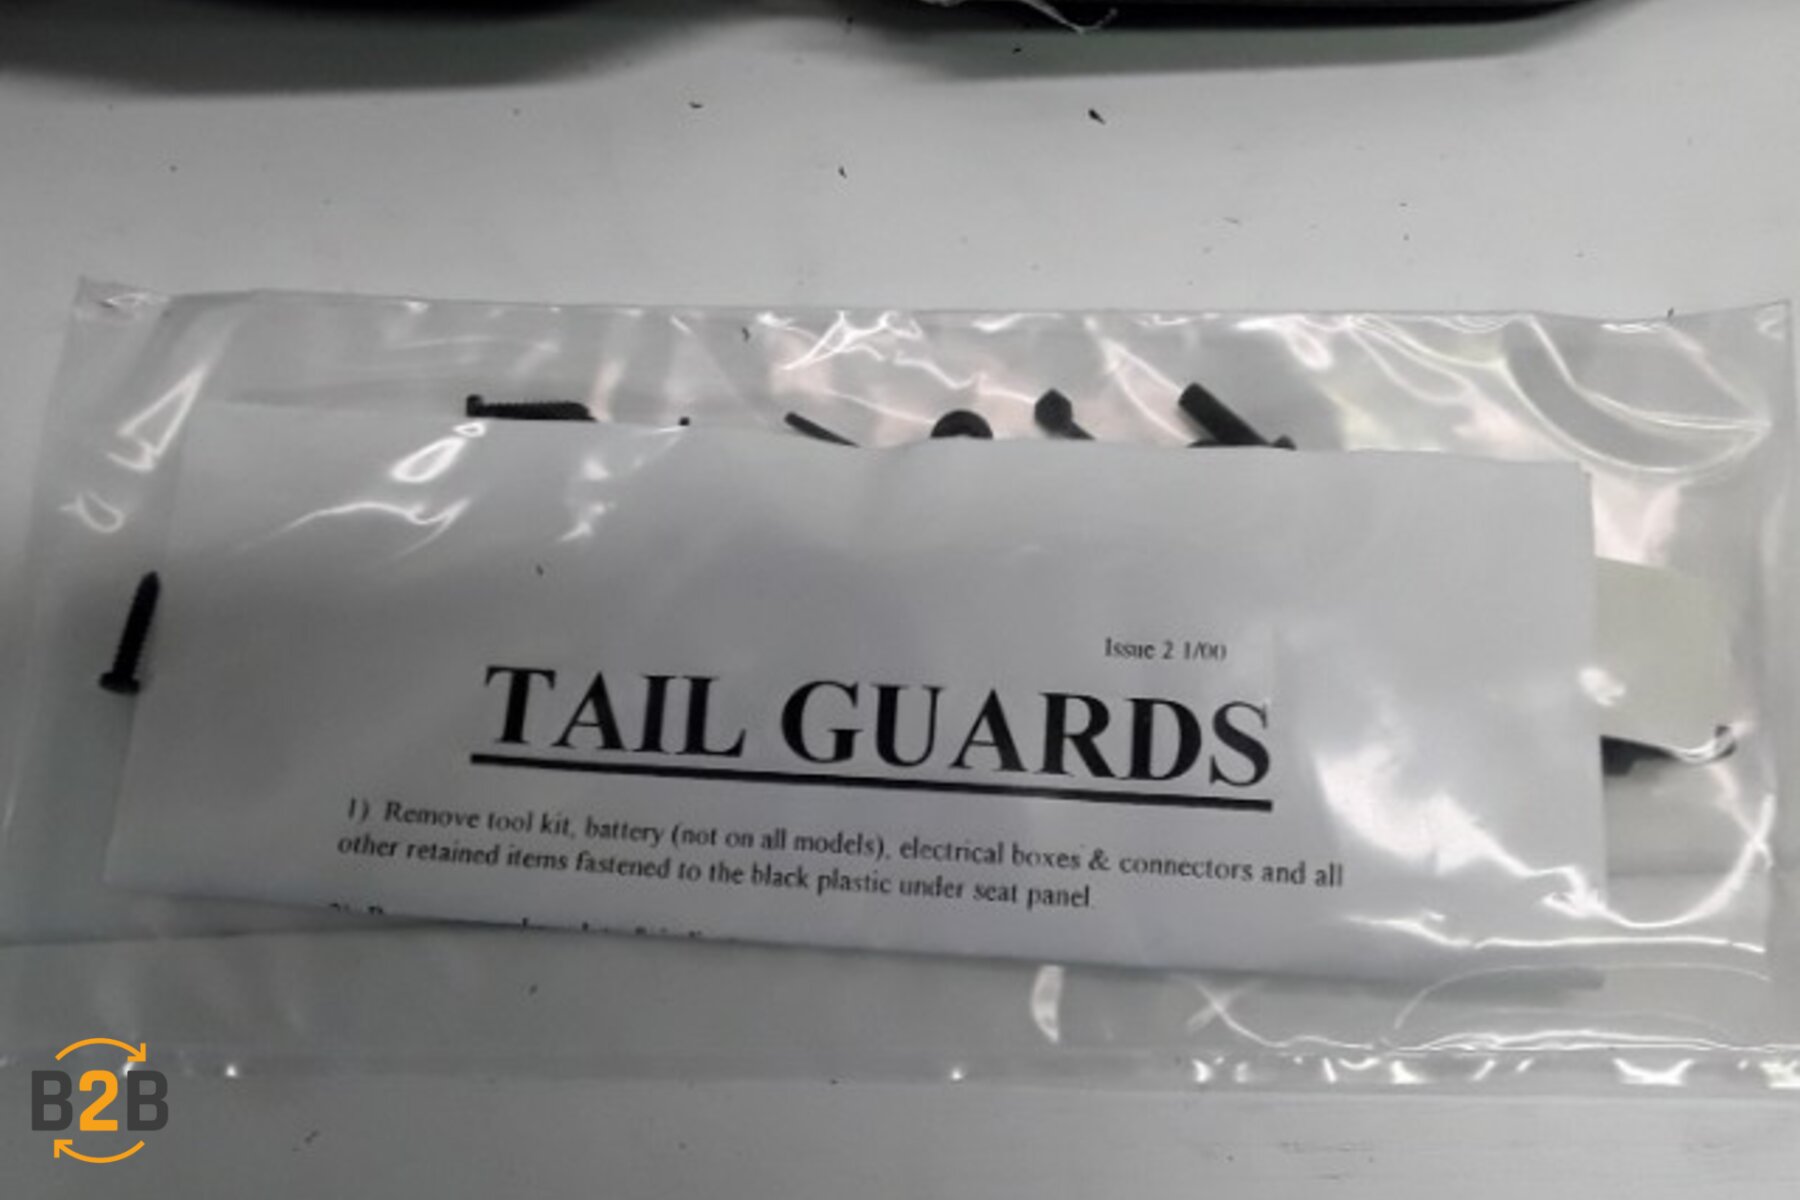 Issue 2 1/00
TAIL GUARDS
1) Remove tool kit, battery (not on all models), electrical boxes & connectors and all
other retained items fastened to the black plastic under seat panel.
B2B